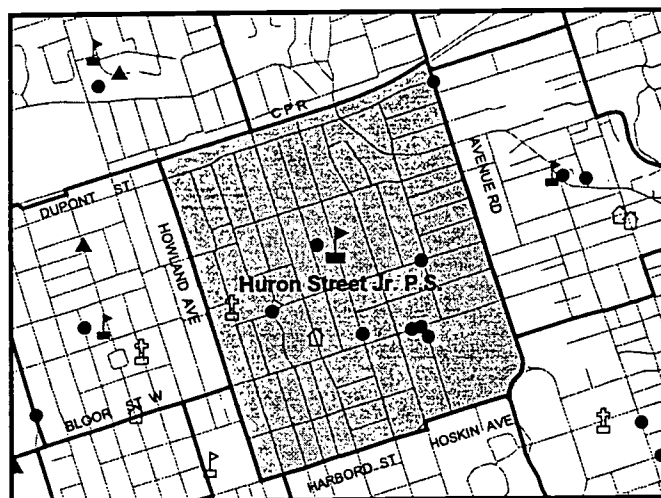 CPR
DUPONT ST
AVENUE RD
HOWLAND AVE
Huron Street Jr. P.S.
BLOOR ST W
HOSKIN AVE
HARBORD ST